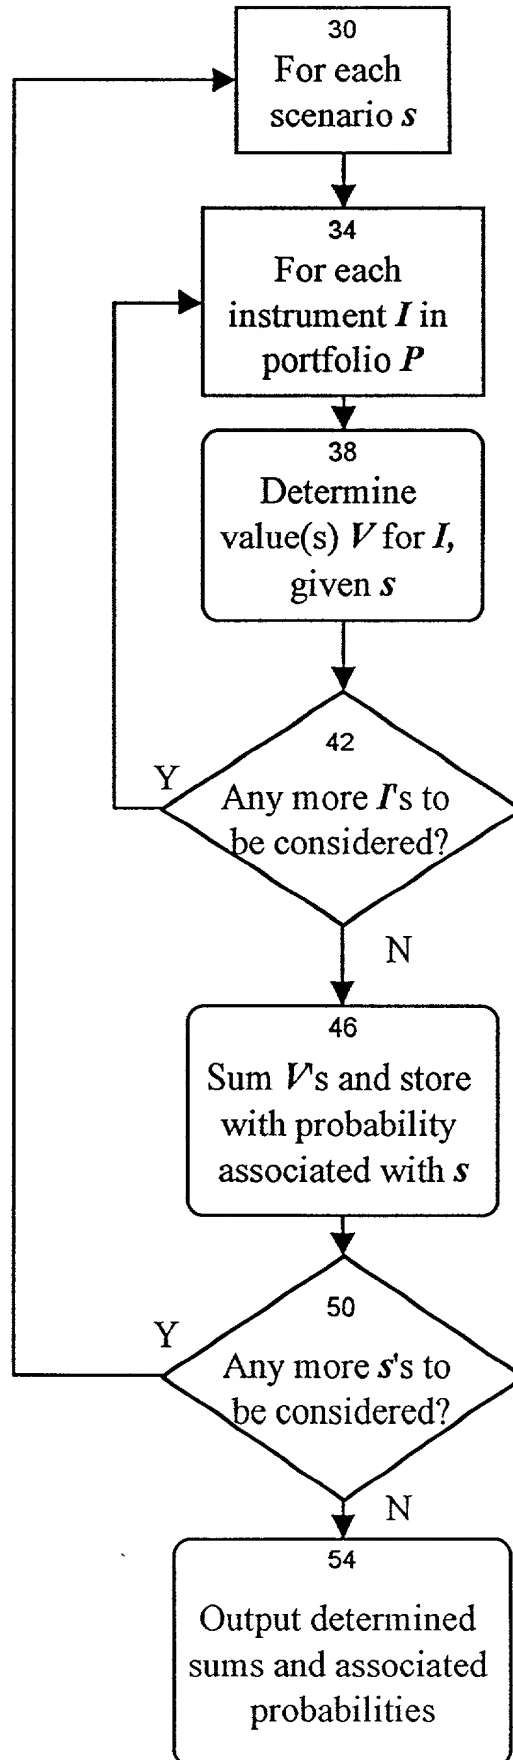 30
For each
scenario s
34
For each
instrument I in
portfolio P
38
Determine
value(s) V for I,
given s
42
Y
Any more I's to
be considered?
N
46
Sum V's and store
with probability
associated with s
50
Y
Any more s's to
be considered?
N
54
Output determined
sums and associated
probabilities